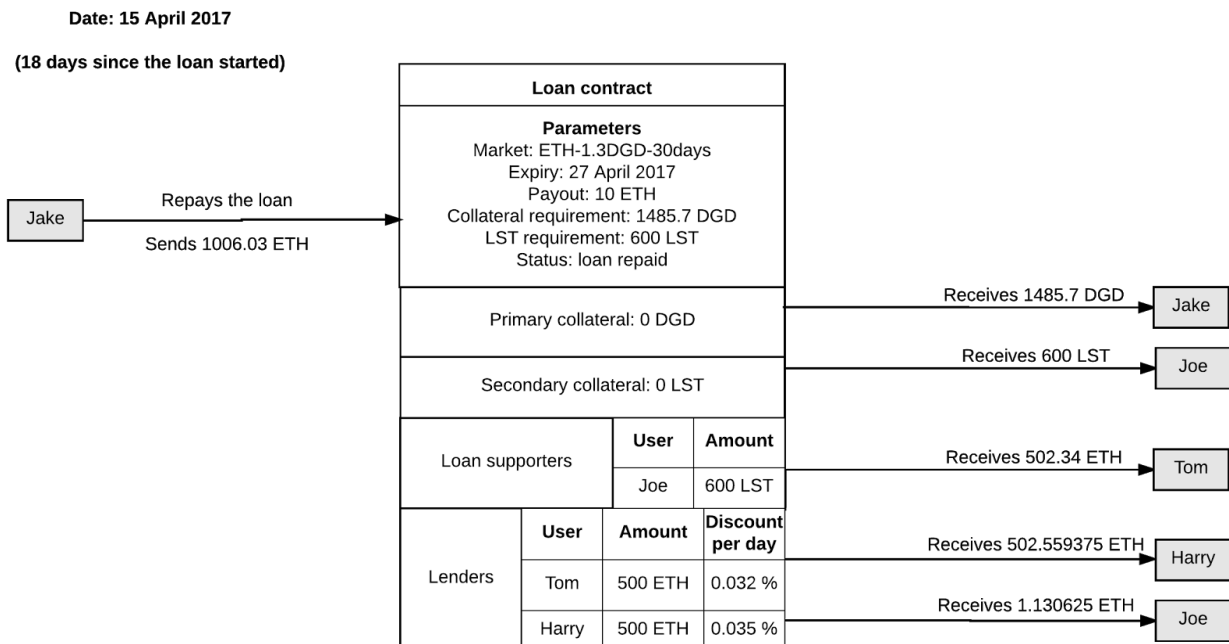 Date: 15 April 2017
(18 days since the loan started)
Loan contract
Parameters
Market: ETH-1.3DGD-30days
Expiry: 27 April 2017
Payout: 10 ETH
Collateral requirement: 1485.7 DGD
LST requirement: 600 LST
Status: loan repaid
Jake
Repays the loan
Sends 1006.03 ETH
Primary collateral: 0 DGD
Receives 1485.7 DGD
Jake
Secondary collateral: 0 LST
Receives 600 LST
Joe
Loan supporters
User Amount
Joe 600 LST
Receives 502.34 ETH
Tom
Lenders
User Amount Discount
per day
Tom 500 ETH 0.032 %
Harry 500 ETH 0.035 %
Receives 502.559375 ETH
Harry
Receives 1.130625 ETH
Joe